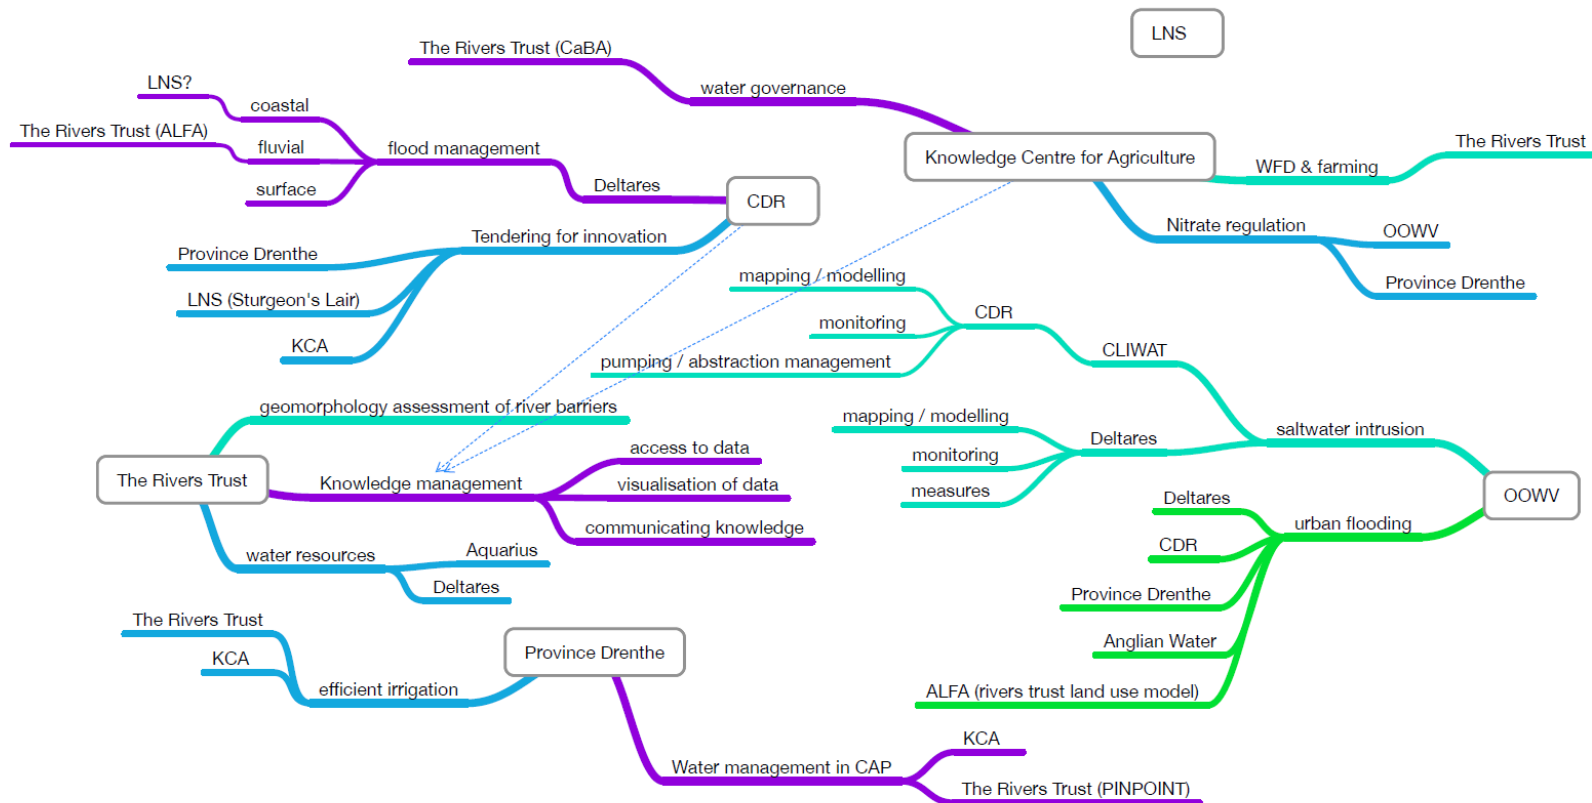 LNS
The Rivers Trust (CaBA)
water governance
LNS?
coastal
The Rivers Trust (ALFA)
fluvial
flood management
surface
Deltares
CDR
Knowledge Centre for Agriculture
The Rivers Trust
WFD & farming
Nitrate regulation
OOWV
Province Drenthe
Tendering for innovation
Province Drenthe
LNS (Sturgeon's Lair)
KCA
mapping / modelling
CDR
monitoring
pumping / abstraction management
CLIWAT
mapping / modelling
Deltares
monitoring
measures
saltwater intrusion
OOWV
geomorphology assessment of river barriers
The Rivers Trust
Knowledge management
access to data
visualisation of data
communicating knowledge
water resources
Aquarius
Deltares
Deltares
urban flooding
CDR
Province Drenthe
Anglian Water
ALFA (rivers trust land use model)
The Rivers Trust
KCA
efficient irrigation
Province Drenthe
Water management in CAP
KCA
The Rivers Trust (PINPOINT)